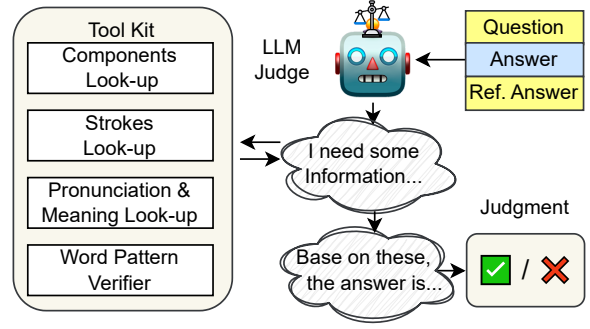 Tool Kit
Components
Look-up
Strokes
Look-up
Pronunciation &
Meaning Look-up
Word Pattern
Verifier
LLM
Judge
Question
Answer
Ref. Answer
I need some
Information...
Base on these,
the answer is...
Judgment
/